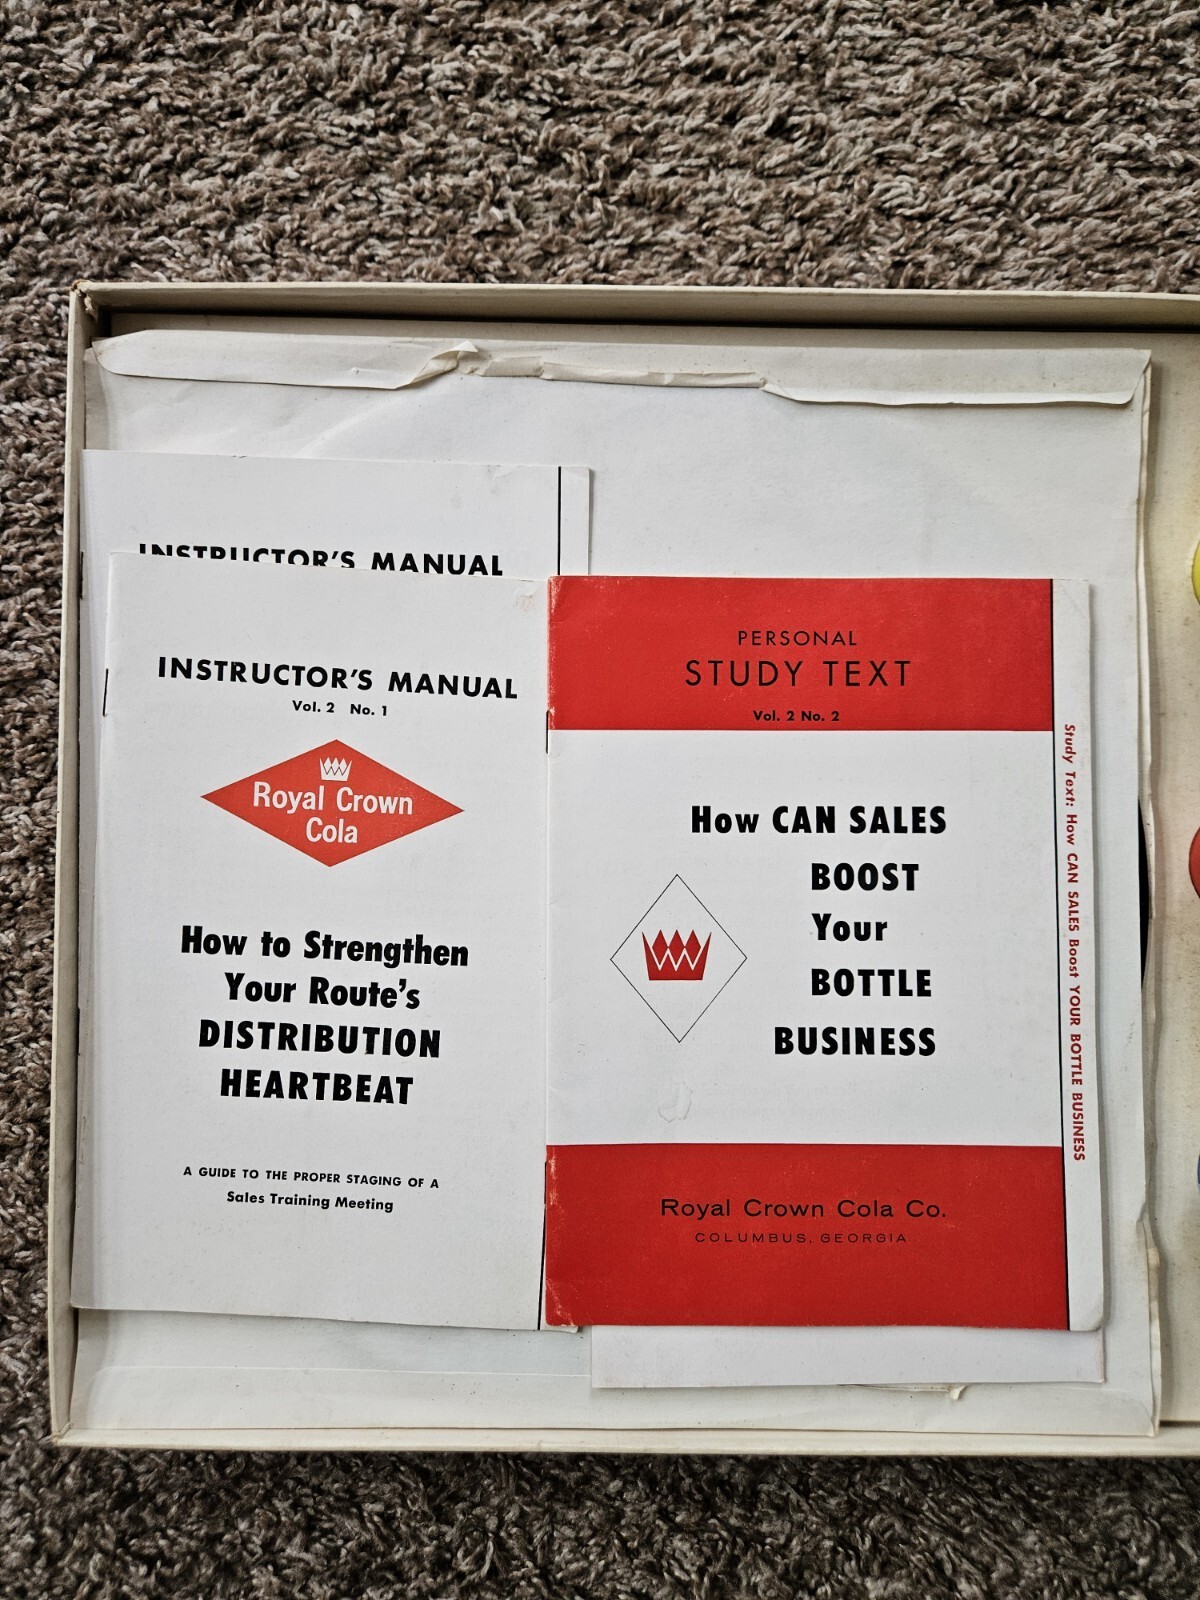 INSTRUCTOR'S MANUAL
INSTRUCTOR'S MANUAL
Vol. 2 No. 1
Royal Crown
Cola
How to Strengthen
Your Route's
DISTRIBUTION
HEARTBEAT
A GUIDE TO THE PROPER STAGING OF A
Sales Training Meeting
PERSONAL
STUDY TEXT
Vol. 2 No. 2
How CAN SALES
BOOST
Your
BOTTLE
BUSINESS
Royal Crown Cola Co.
COLUMBUS, GEORGIA
Study Text: How CAN SALES Boost YOUR BOTTLE BUSINESS